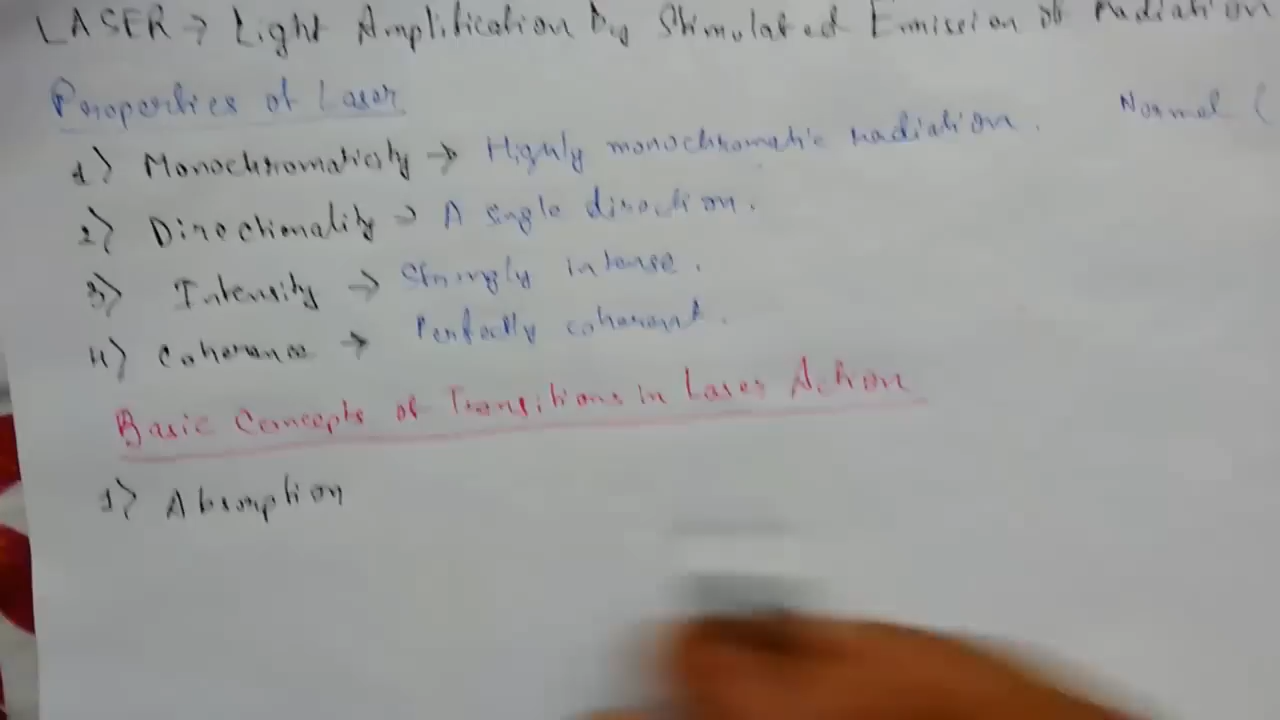 LASER → Light Amplification by Stimulated Emission of Radiation
Properties of Laser Normal (
1) Monochromaticity → Highly monochromatic radiation.
2) Directionality → A single direction.
3) Intensity → Strongly intense.
4) Coherance → Perfectly coherent.
Basic Concepts of Transitions in Laser Action
1) Absorption